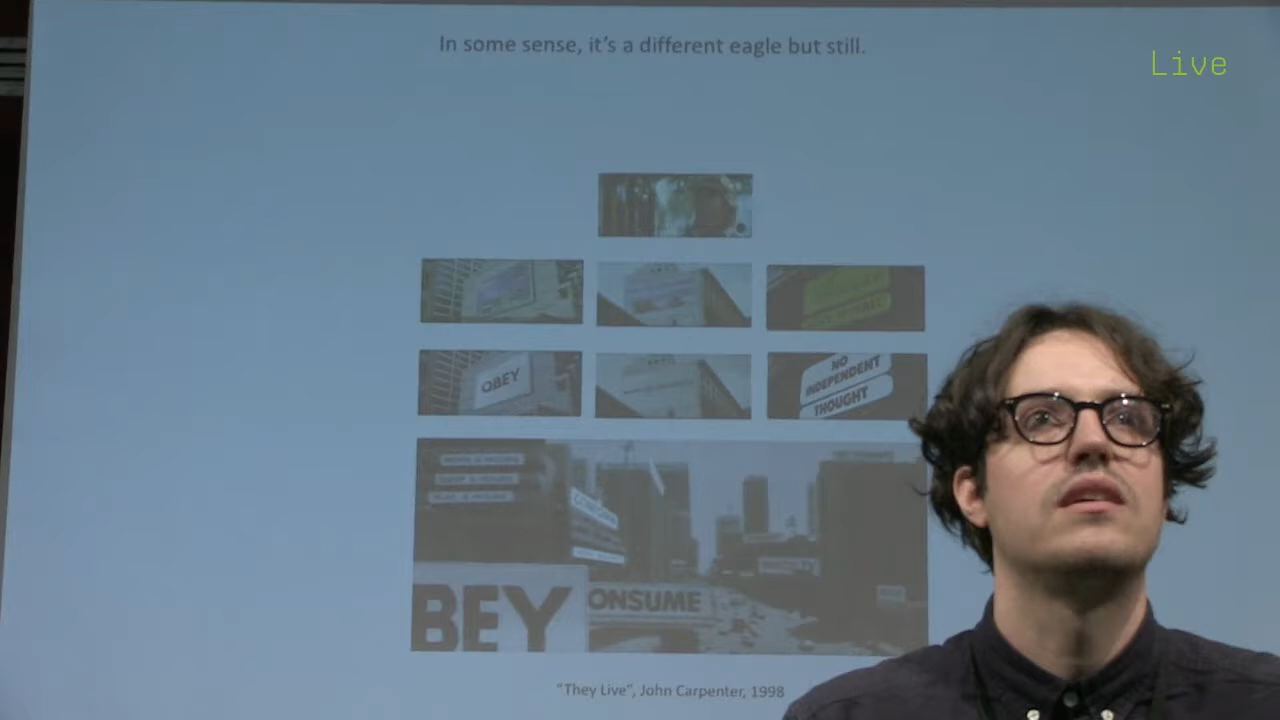 In some sense, it's a different eagle but still.
Live
OBEY
NO
INDEPENDENT
THOUGHT
BEY
ONSUME
"They Live", John Carpenter, 1998